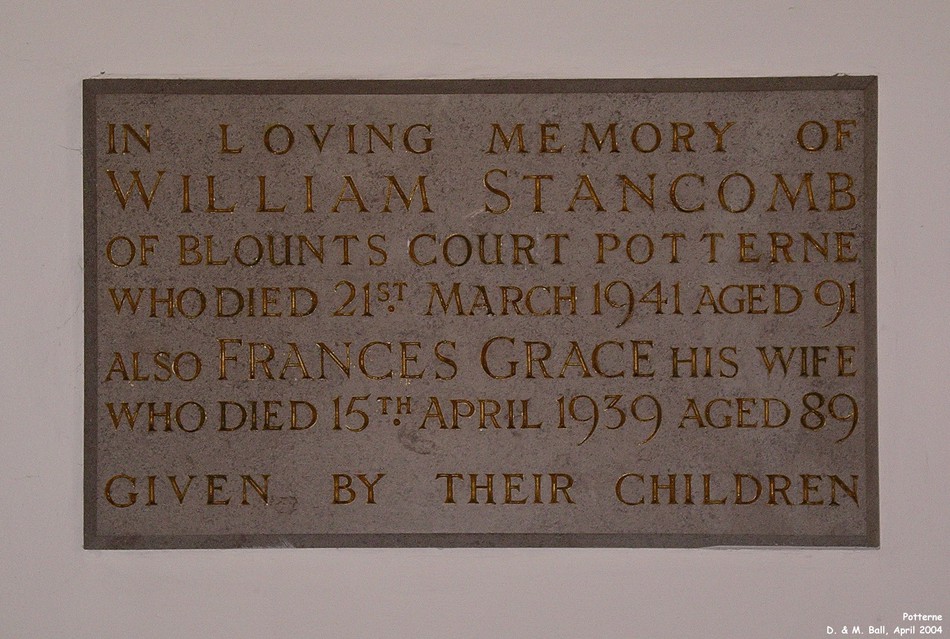 IN LOVING MEMORY OF
WILLIAM STANCOMB
OF BLOUNTS COURT POTTERNE
WHO DIED 21ST MARCH 1941 AGED 91
ALSO FRANCES GRACE HIS WIFE
WHO DIED 15TH APRIL 1939 AGED 89
GIVEN BY THEIR CHILDREN
Potterne
D. & M. Ball, April 2004